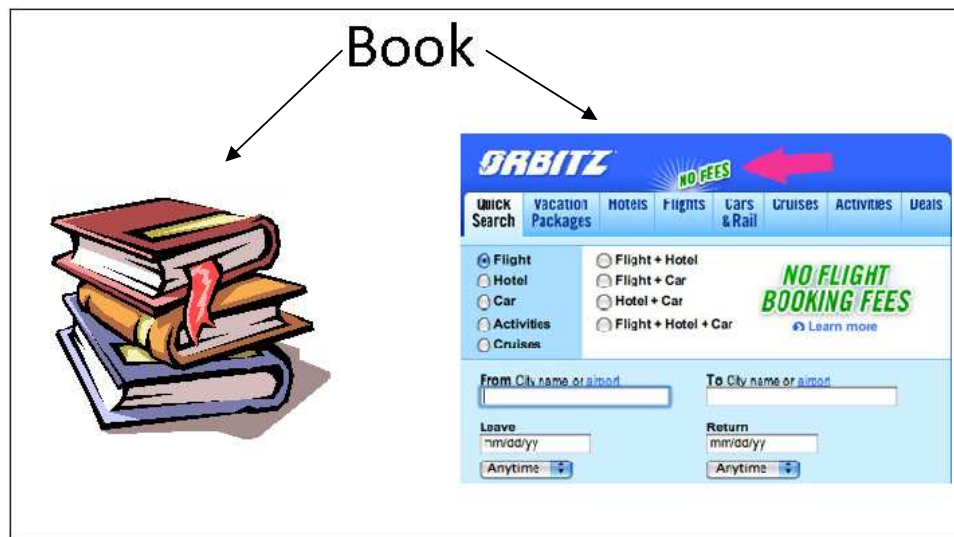 Book
ORBITZ
NO FEES
Quick Search
Vacation Packages
Hotels
Flights
Cars & Rail
Cruises
Activities
Deals
Flight
Hotel
Car
Activities
Cruises
Flight + Hotel
Flight + Car
Hotel + Car
Flight + Hotel + Car
NO FLIGHT
BOOKING FEES
Learn more
From City name or airport
To City name or airport
Leave
mm/dd/yy
Anytime
Return
mm/dd/yy
Anytime